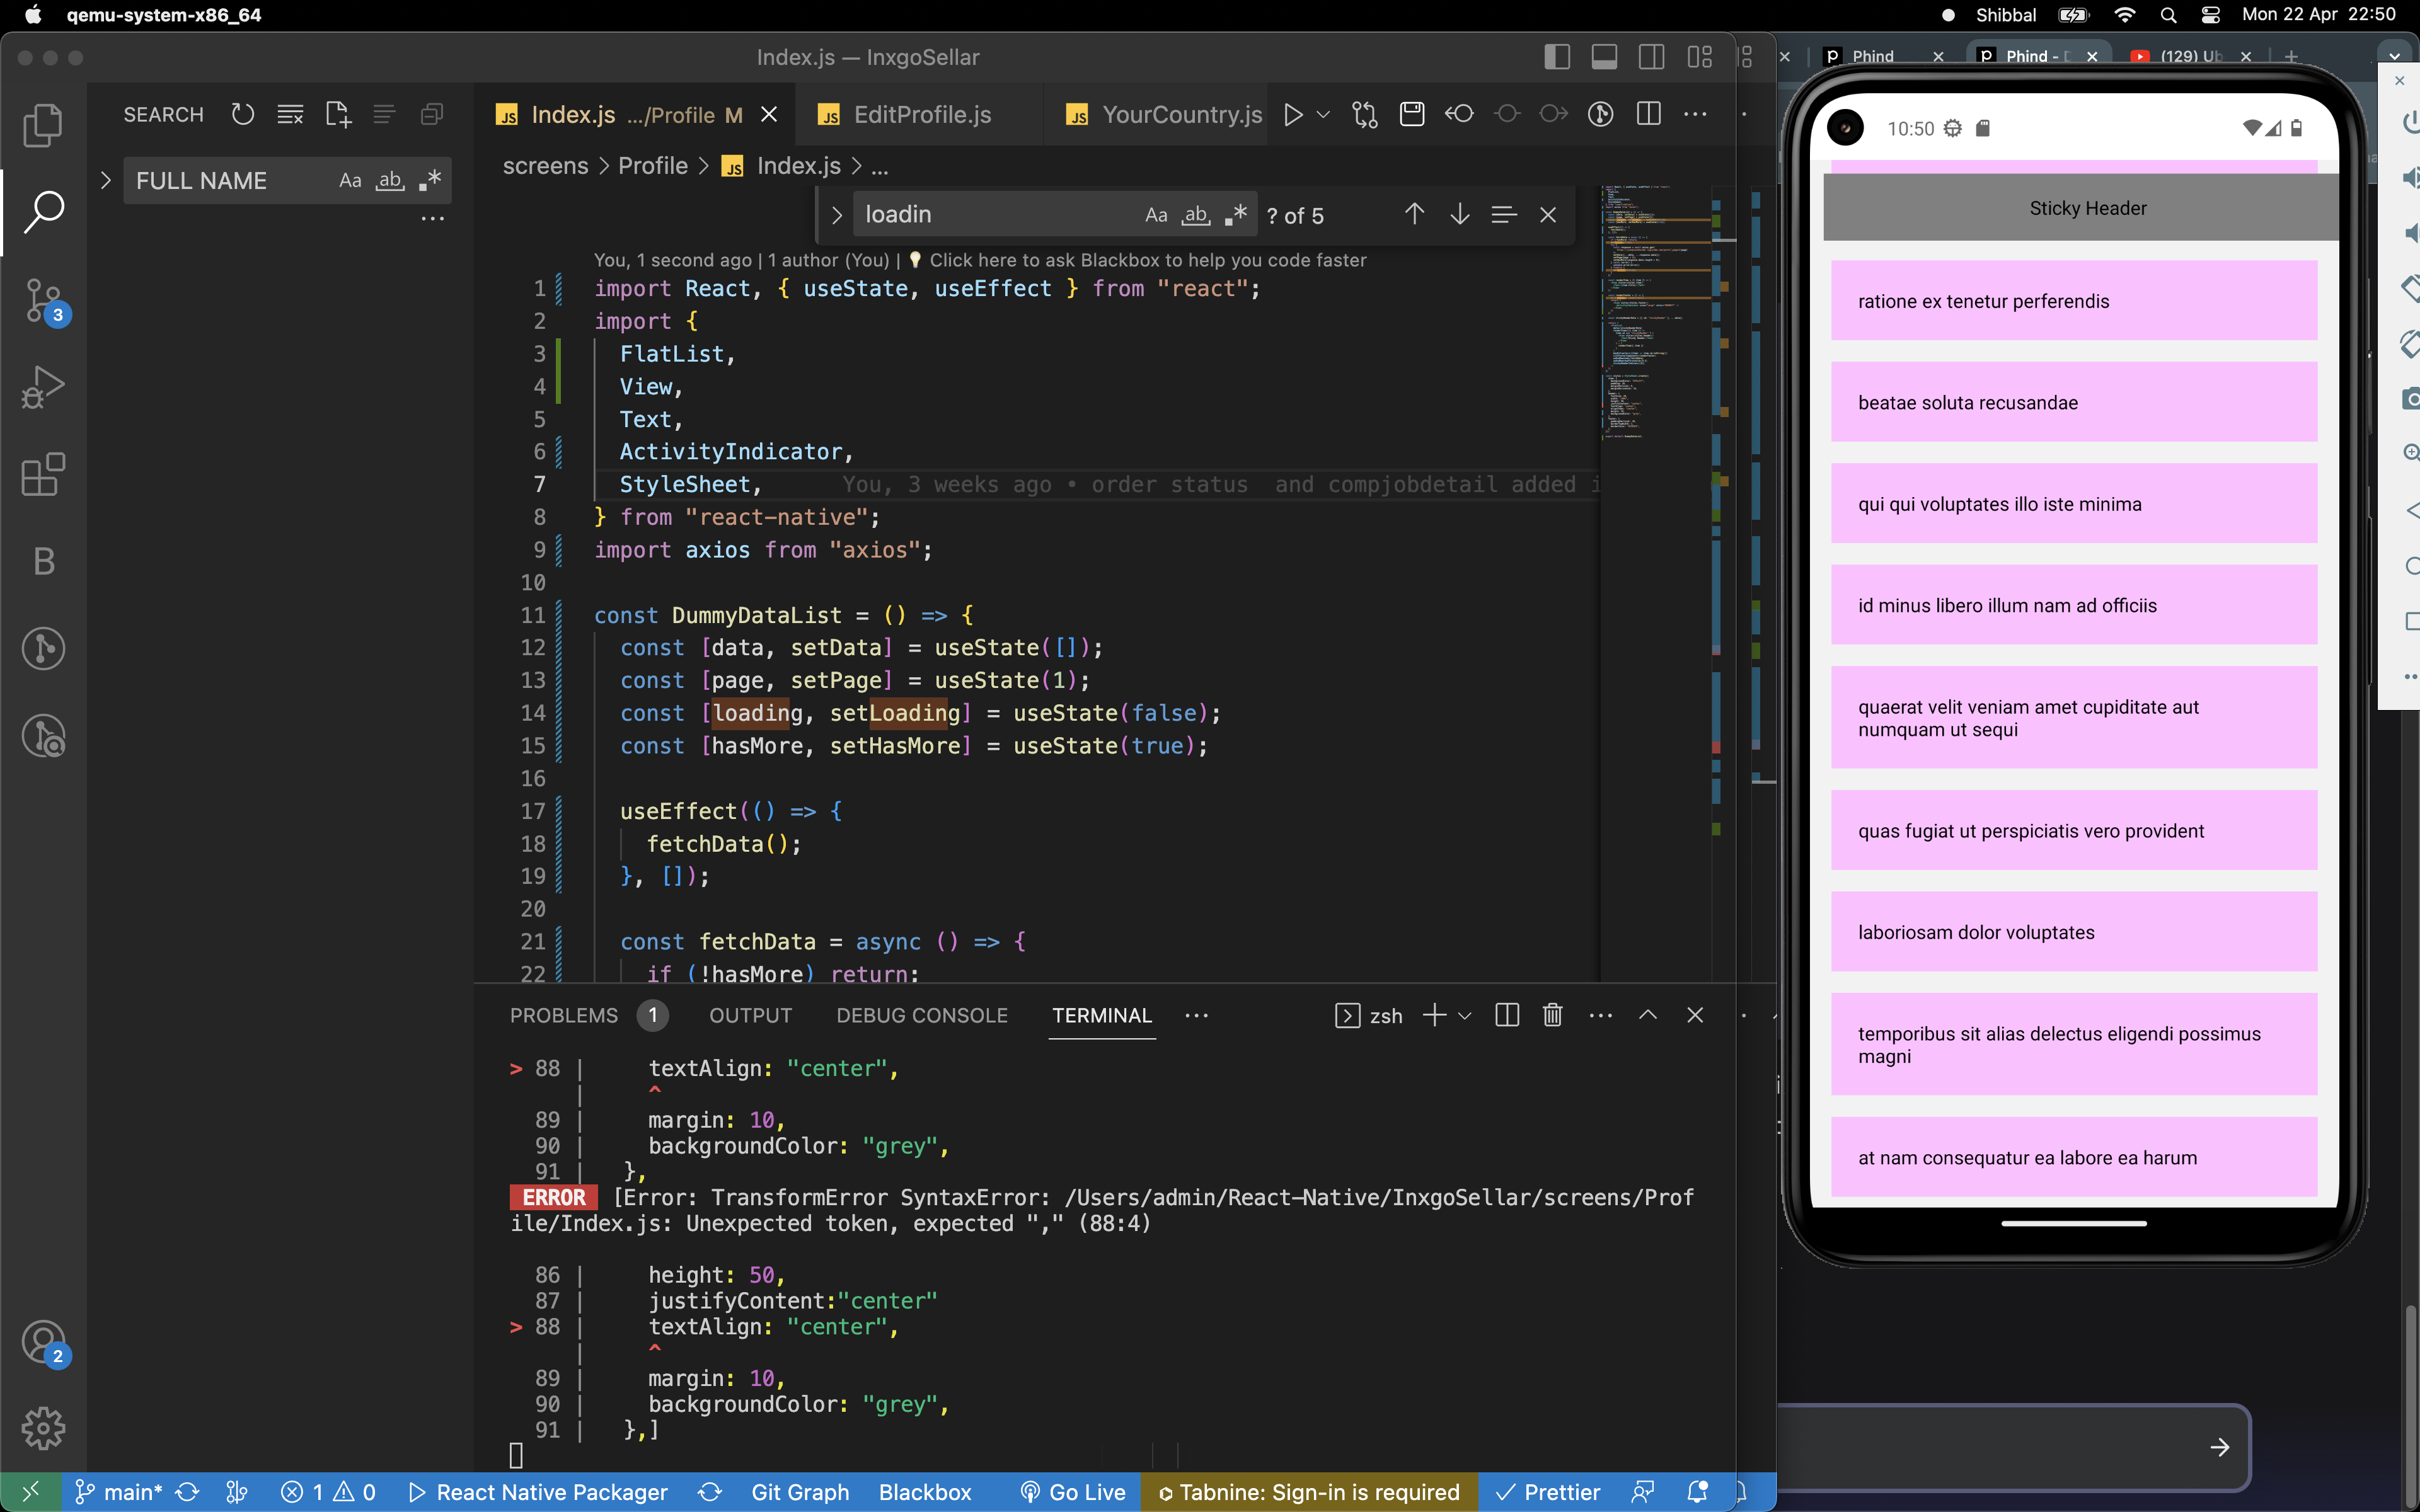 qemu-system-x86_64
Shibbal
Mon 22 Apr 22:50
Index.js — InxgoSellar
Phind
Phind - 
(129) Ub
SEARCH
FULL NAME
Aa ab .*
Index.js .../Profile M
EditProfile.js
YourCountry.js
screens > Profile > JS Index.js > ...
loadin
Aa ab .*
? of 5
You, 1 second ago | 1 author (You) | Click here to ask Blackbox to help you code faster
1 import React, { useState, useEffect } from "react";
2 import {
3 FlatList,
4 View,
5 Text,
6 ActivityIndicator,
7 StyleSheet, You, 3 weeks ago • order status and compjobdetail added i
8 } from "react-native";
9 import axios from "axios";
10
11 const DummyDataList = () => {
12 const [data, setData] = useState([]);
13 const [page, setPage] = useState(1);
14 const [loading, setLoading] = useState(false);
15 const [hasMore, setHasMore] = useState(true);
16
17 useEffect(() => {
18 fetchData();
19 }, []);
20
21 const fetchData = async () => {
22 if (!hasMore) return;
3
B
2
PROBLEMS 1 OUTPUT DEBUG CONSOLE TERMINAL ...
zsh
> 88 | textAlign: "center",
| ^
89 | margin: 10,
90 | backgroundColor: "grey",
91 | },
ERROR [Error: TransformError SyntaxError: /Users/admin/React-Native/InxgoSellar/screens/Prof
ile/Index.js: Unexpected token, expected "," (88:4)
86 | height: 50,
87 | justifyContent:"center"
> 88 | textAlign: "center",
| ^
89 | margin: 10,
90 | backgroundColor: "grey",
91 | },]
main*
1 0
React Native Packager
Git Graph
Blackbox
Go Live
Tabnine: Sign-in is required
Prettier
10:50
Sticky Header
ratione ex tenetur perferendis
beatae soluta recusandae
qui qui voluptates illo iste minima
id minus libero illum nam ad officiis
quaerat velit veniam amet cupiditate aut
numquam ut sequi
quas fugiat ut perspiciatis vero provident
laboriosam dolor voluptates
temporibus sit alias delectus eligendi possimus
magni
at nam consequatur ea labore ea harum